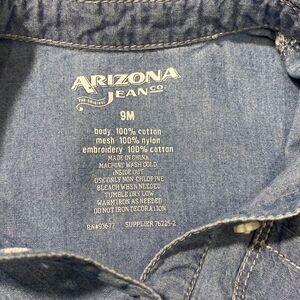 ARIZONA
THE ORIGINAL JEAN CO.
9M
body 100% cotton
mesh 100% nylon
embroidery 100% cotton
MADE IN CHINA
MACHINE WASH COLD
INSIDE OUT
USE ONLY NON-CHLORINE
BLEACH WHEN NEEDED
TUMBLE DRY LOW
WARM IRON AS NEEDED
DO NOT IRON DECORATION
RN#93677 SUPPLIER 76225-2